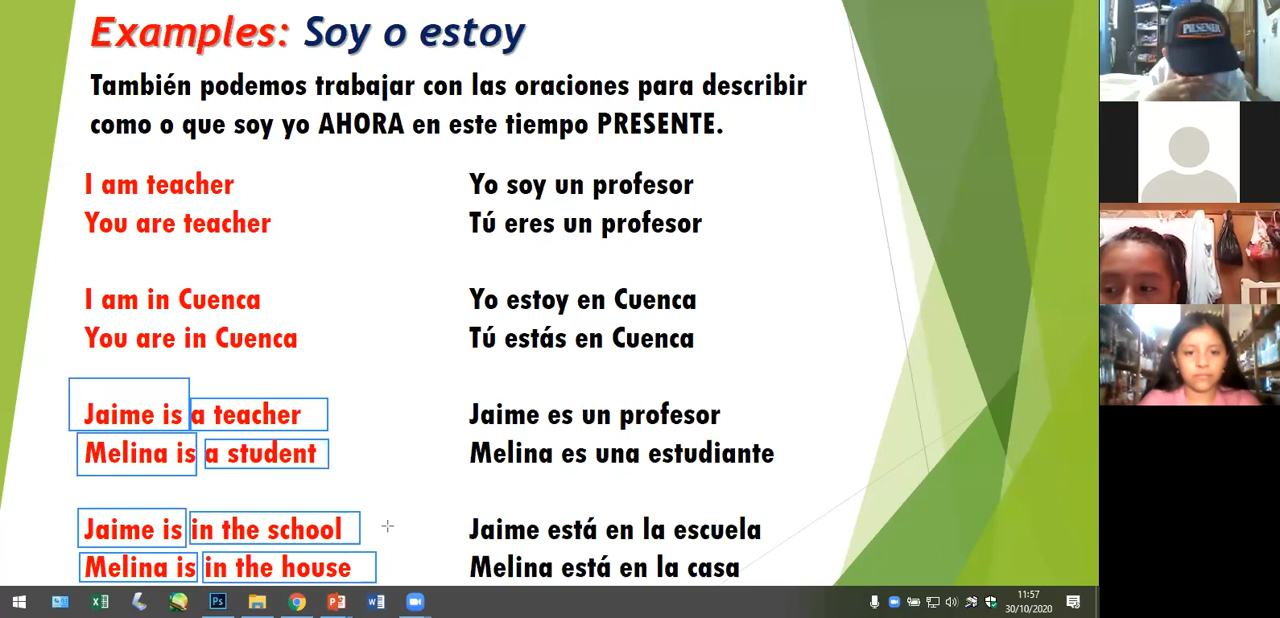 Examples: Soy o estoy
También podemos trabajar con las oraciones para describir
como o que soy yo AHORA en este tiempo PRESENTE.
I am teacher Yo soy un profesor
You are teacher Tú eres un profesor
I am in Cuenca Yo estoy en Cuenca
You are in Cuenca Tú estás en Cuenca
Jaime is a teacher Jaime es un profesor
Melina is a student Melina es una estudiante
Jaime is in the school Jaime está en la escuela
Melina is in the house Melina está en la casa
PILSENER
Ps
11:57
30/10/2020